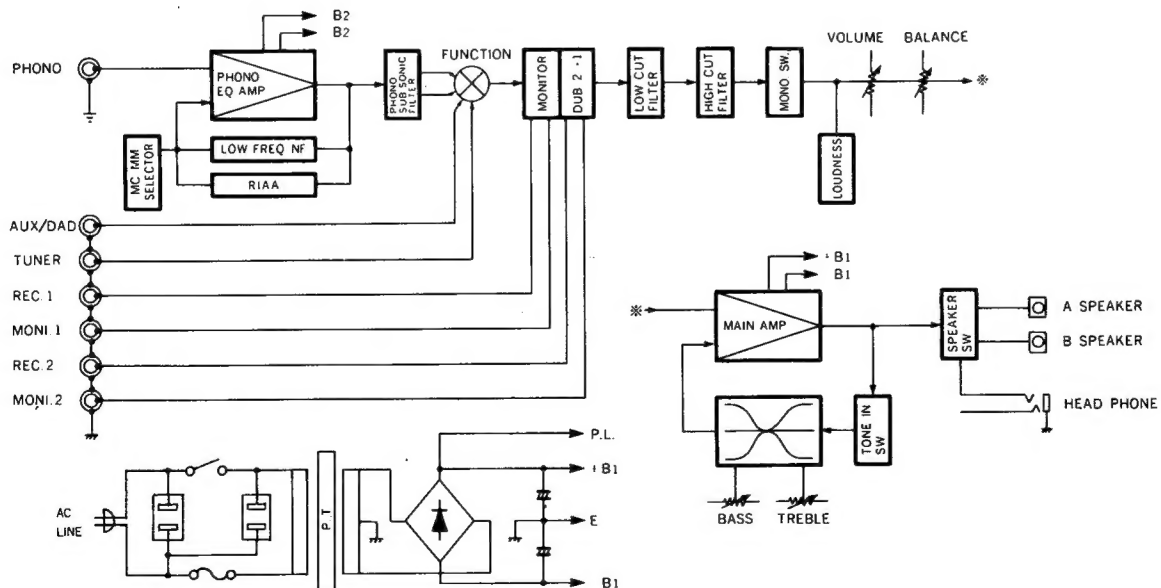 B2
B2
PHONO
PHONO
EQ AMP
PHONO
SUB SONIC
FILTER
FUNCTION
MONITOR
DUB 2 · 1
LOW CUT
FILTER
HIGH CUT
FILTER
MONO SW.
VOLUME
BALANCE
※
MC MM
SELECTOR
LOW FREQ NF
RIAA
LOUDNESS
AUX/DAD
TUNER
REC. 1
MONI. 1
REC. 2
MONI. 2
※
MAIN AMP
+B1
B1
SPEAKER
SW
A SPEAKER
B SPEAKER
HEAD PHONE
TONE IN
SW
BASS
TREBLE
AC
LINE
P.T
P.L.
+B1
E
B1